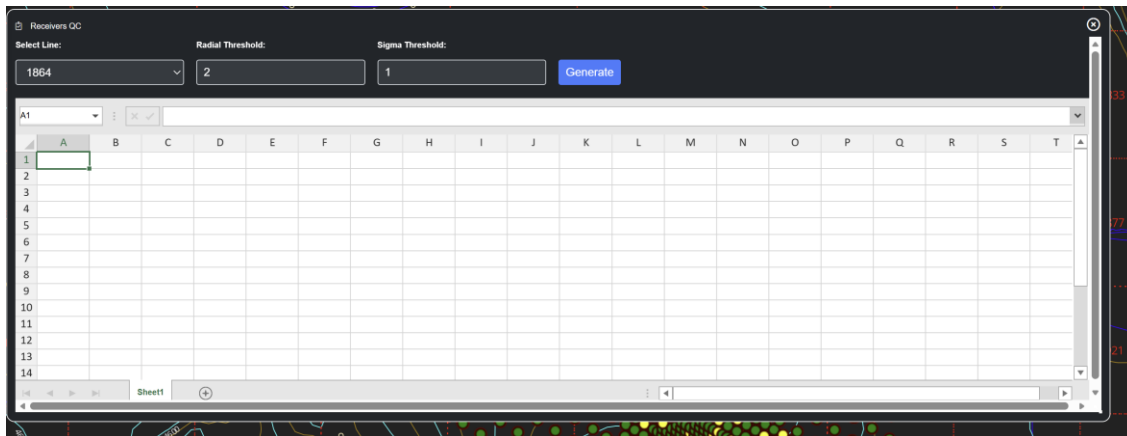 Receivers QC
Select Line: Radial Threshold: Sigma Threshold:
1864 2 1 Generate
A1
A B C D E F G H I J K L M N O P Q R S T
1
2
3
4
5
6
7
8
9
10
11
12
13
14
Sheet1